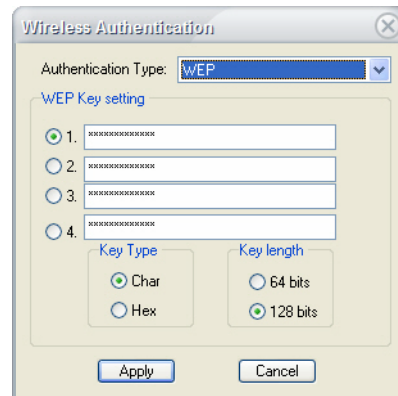 Wireless Authentication
Authentication Type: WEP
WEP Key setting
1. *************
2. *************
3. *************
4. *************
Key Type Key length
Char 64 bits
Hex 128 bits
Apply Cancel